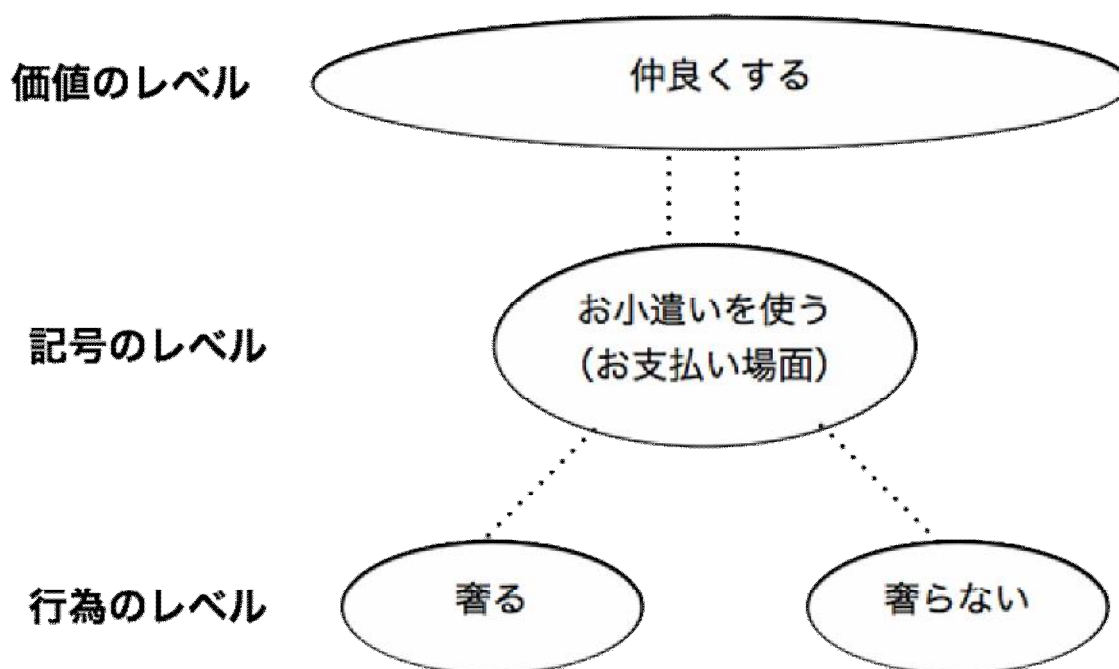 価値のレベル
仲良くする
記号のレベル
お小遣いを使う
（お支払い場面）
行為のレベル
奢る
奢らない